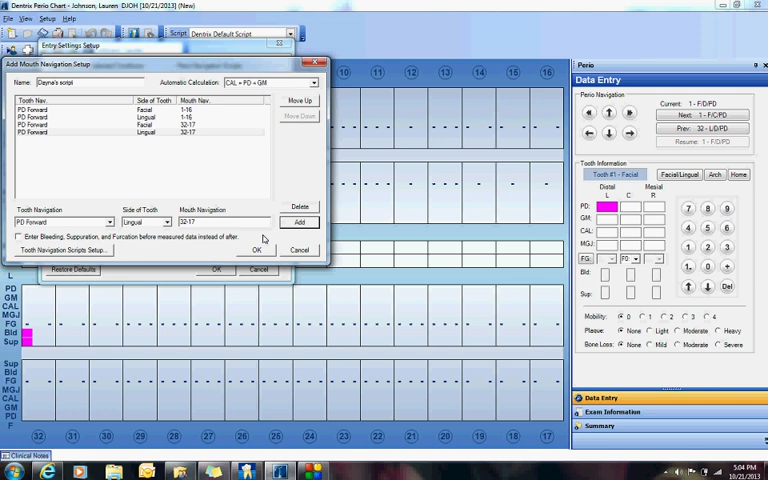 Dentrix Perio Chart - Johnson, Lauren DJOH [10/21/2013] (New)
File View Setup Help
Script Dentrix Default Script
Entry Settings Setup
Add Mouth Navigation Setup
Name: Dayna's script Automatic Calculation: CAL = PD + GM
Tooth Nav. Side of Tooth Mouth Nav.
PD Forward Facial 1-16
PD Forward Lingual 1-16
PD Forward Facial 32-17
PD Forward Lingual 32-17
Move Up
Move Down
Delete
Tooth Navigation Side of Tooth Mouth Navigation
PD Forward Lingual 32-17 Add
Enter Bleeding, Suppuration, and Furcation before measured data instead of after.
Tooth Navigation Scripts Setup... OK Cancel
Restore Defaults OK Cancel
10 11 12 13 14 15 16
L
PD
GM
CAL
MGJ
FG
Bld
Sup
Sup
Bld
FG
MGJ
CAL
GM
PD
F
32 31 30 29 28 27 26 25 24 23 22 21 20 19 18 17
Clinical Notes
Perio
Data Entry
Perio Navigation
Current: 1 - F/D/PD
Next: 1 - F/C/PD
Prev: 32 - L/D/PD
Resume: 1 - F/D/PD
Tooth Information
Tooth #1 - Facial Facial/Lingual Arch Home
Distal Mesial
L C R
PD: 7 8 9
GM: 4 5 6
CAL: 1 2 3
MGJ: 1_ 0 +
FG: F0 Del
Bld:
Sup:
Mobility: 0 1 2 3 4
Plaque: None Light Moderate Heavy
Bone Loss: None Mild Moderate Severe
Data Entry
Exam Information
Summary
5:04 PM
10/21/2013